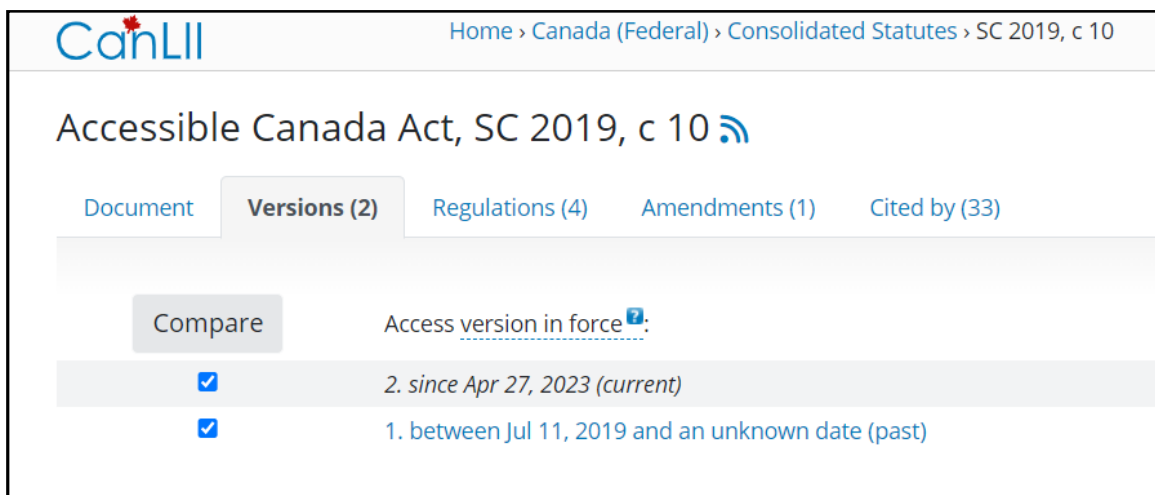 CanLII
Home › Canada (Federal) › Consolidated Statutes › SC 2019, c 10
Accessible Canada Act, SC 2019, c 10
Document Versions (2) Regulations (4) Amendments (1) Cited by (33)
Compare Access version in force ?:
2. since Apr 27, 2023 (current)
1. between Jul 11, 2019 and an unknown date (past)